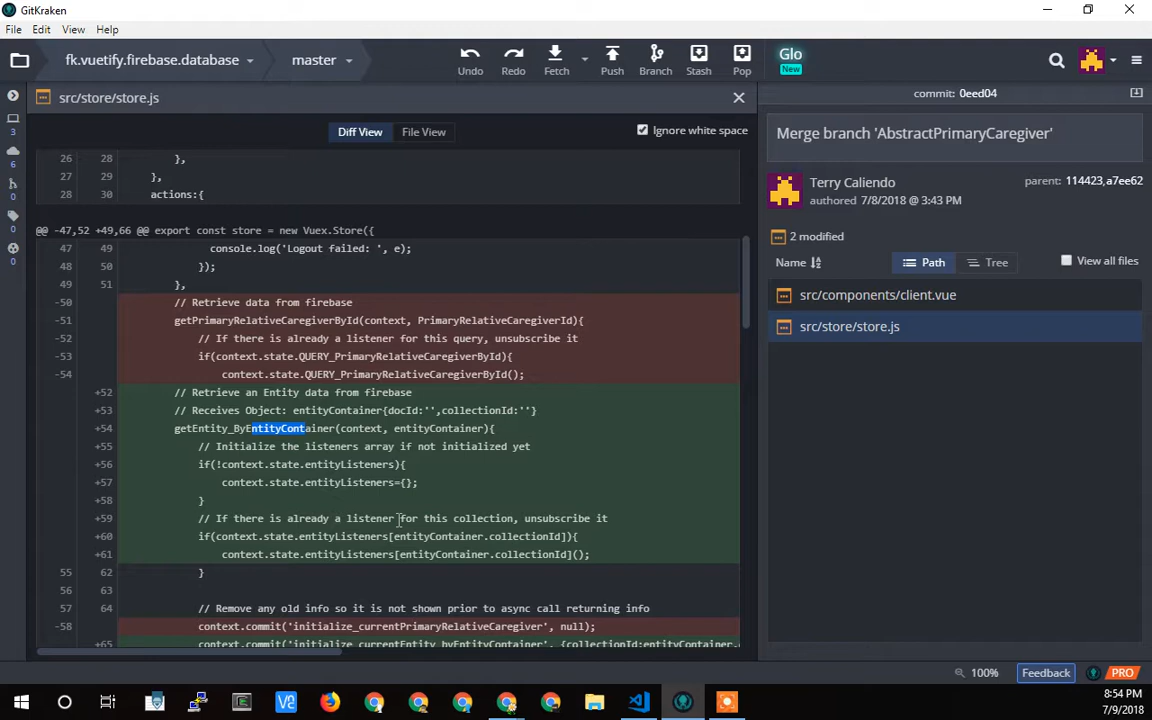 GitKraken
File Edit View Help
fk.vuetify.firebase.database master Undo Redo Fetch Push Branch Stash Pop Glo New
src/store/store.js
commit: 0eed04
Diff View File View Ignore white space
Merge branch 'AbstractPrimaryCaregiver'
Terry Caliendo
authored 7/8/2018 @ 3:43 PM
parent: 114423,a7ee62
2 modified
Name Path Tree View all files
src/components/client.vue
src/store/store.js
3
6
0
0
0
26 28 },
27 29 },
28 30 actions:{
@@ -47,52 +49,66 @@ export const store = new Vuex.Store({
47 49 console.log('Logout failed: ', e);
48 50 });
49 51 },
-50 // Retrieve data from firebase
-51 getPrimaryRelativeCaregiverById(context, PrimaryRelativeCaregiverId){
-52 // If there is already a listener for this query, unsubscribe it
-53 if(context.state.QUERY_PrimaryRelativeCaregiverById){
-54 context.state.QUERY_PrimaryRelativeCaregiverById();
+52 // Retrieve an Entity data from firebase
+53 // Receives Object: entityContainer{docId:'',collectionId:''}
+54 getEntity_ByEntityContainer(context, entityContainer){
+55 // Initialize the listeners array if not initialized yet
+56 if(!context.state.entityListeners){
+57 context.state.entityListeners={};
+58 }
+59 // If there is already a listener for this collection, unsubscribe it
+60 if(context.state.entityListeners[entityContainer.collectionId]){
+61 context.state.entityListeners[entityContainer.collectionId]();
55 62 }
56 63
57 64 // Remove any old info so it is not shown prior to async call returning info
-58 context.commit('initialize_currentPrimaryRelativeCaregiver', null);
+65 context.commit('initialize_currentEntity_byEntityContainer', {collectionId:entityContainer.
100% Feedback PRO
8:54 PM
7/9/2018